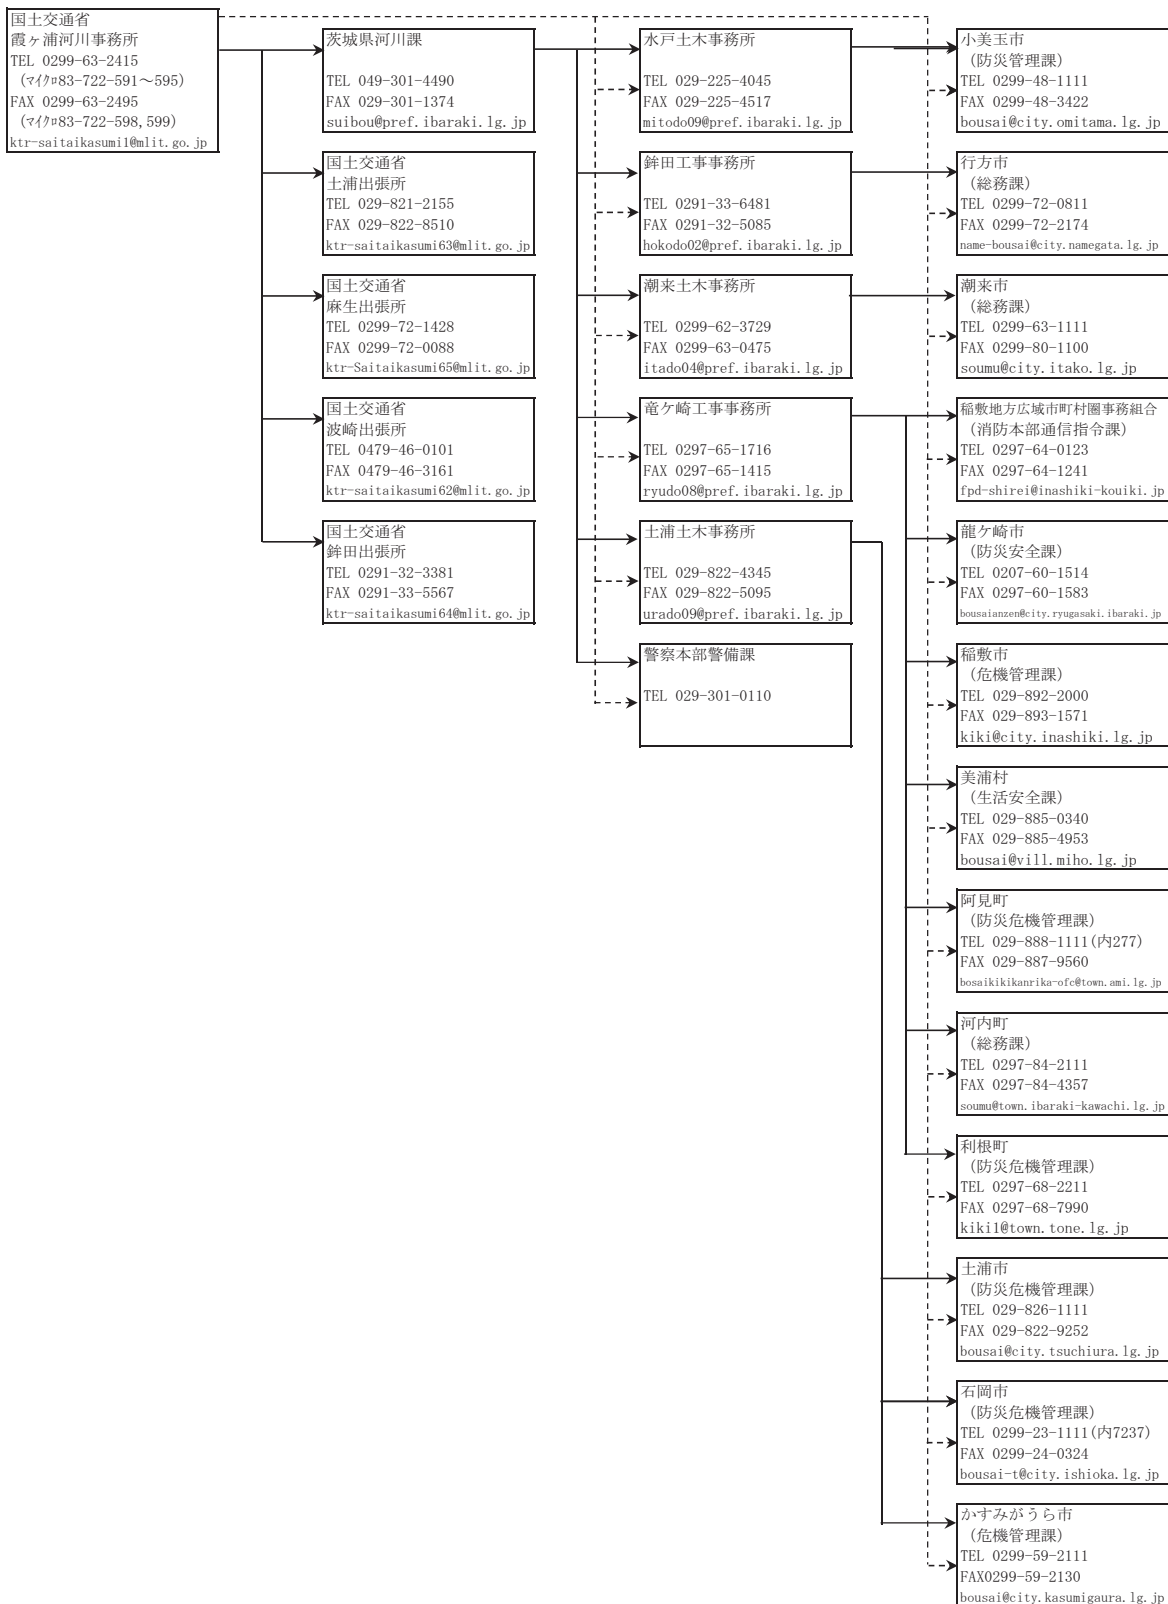 国土交通省
霞ヶ浦河川事務所
TEL 0299-63-2415
（ﾏｲｸﾛ83-722-591～595）
FAX 0299-63-2495
（ﾏｲｸﾛ83-722-598,599）
ktr-saitaikasumi1@mlit.go.jp
茨城県河川課
TEL 049-301-4490
FAX 029-301-1374
suibou@pref.ibaraki.lg.jp
国土交通省
土浦出張所
TEL 029-821-2155
FAX 029-822-8510
ktr-saitaikasumi63@mlit.go.jp
国土交通省
麻生出張所
TEL 0299-72-1428
FAX 0299-72-0088
ktr-Saitaikasumi65@mlit.go.jp
国土交通省
波崎出張所
TEL 0479-46-0101
FAX 0479-46-3161
ktr-saitaikasumi62@mlit.go.jp
国土交通省
鉾田出張所
TEL 0291-32-3381
FAX 0291-33-5567
ktr-saitaikasumi64@mlit.go.jp
水戸土木事務所
TEL 029-225-4045
FAX 029-225-4517
mitodo09@pref.ibaraki.lg.jp
鉾田工事事務所
TEL 0291-33-6481
FAX 0291-32-5085
hokodo02@pref.ibaraki.lg.jp
潮来土木事務所
TEL 0299-62-3729
FAX 0299-63-0475
itado04@pref.ibaraki.lg.jp
竜ケ崎工事事務所
TEL 0297-65-1716
FAX 0297-65-1415
ryudo08@pref.ibaraki.lg.jp
土浦土木事務所
TEL 029-822-4345
FAX 029-822-5095
urado09@pref.ibaraki.lg.jp
警察本部警備課
TEL 029-301-0110
小美玉市
（防災管理課）
TEL 0299-48-1111
FAX 0299-48-3422
bousai@city.omitama.lg.jp
行方市
（総務課）
TEL 0299-72-0811
FAX 0299-72-2174
name-bousai@city.namegata.lg.jp
潮来市
（総務課）
TEL 0299-63-1111
FAX 0299-80-1100
soumu@city.itako.lg.jp
稲敷地方広域市町村圏事務組合
（消防本部通信指令課）
TEL 0297-64-0123
FAX 0297-64-1241
fpd-shirei@inashiki-kouiki.jp
龍ケ崎市
（防災安全課）
TEL 0207-60-1514
FAX 0297-60-1583
bousaianzen@city.ryugasaki.ibaraki.jp
稲敷市
（危機管理課）
TEL 029-892-2000
FAX 029-893-1571
kiki@city.inashiki.lg.jp
美浦村
（生活安全課）
TEL 029-885-0340
FAX 029-885-4953
bousai@vill.miho.lg.jp
阿見町
（防災危機管理課）
TEL 029-888-1111(内277)
FAX 029-887-9560
bosaikikikanrika-ofc@town.ami.lg.jp
河内町
（総務課）
TEL 0297-84-2111
FAX 0297-84-4357
soumu@town.ibaraki-kawachi.lg.jp
利根町
（防災危機管理課）
TEL 0297-68-2211
FAX 0297-68-7990
kiki1@town.tone.lg.jp
土浦市
（防災危機管理課）
TEL 029-826-1111
FAX 029-822-9252
bousai@city.tsuchiura.lg.jp
石岡市
（防災危機管理課）
TEL 0299-23-1111(内7237)
FAX 0299-24-0324
bousai-t@city.ishioka.lg.jp
かすみがうら市
（危機管理課）
TEL 0299-59-2111
FAX0299-59-2130
bousai@city.kasumigaura.lg.jp